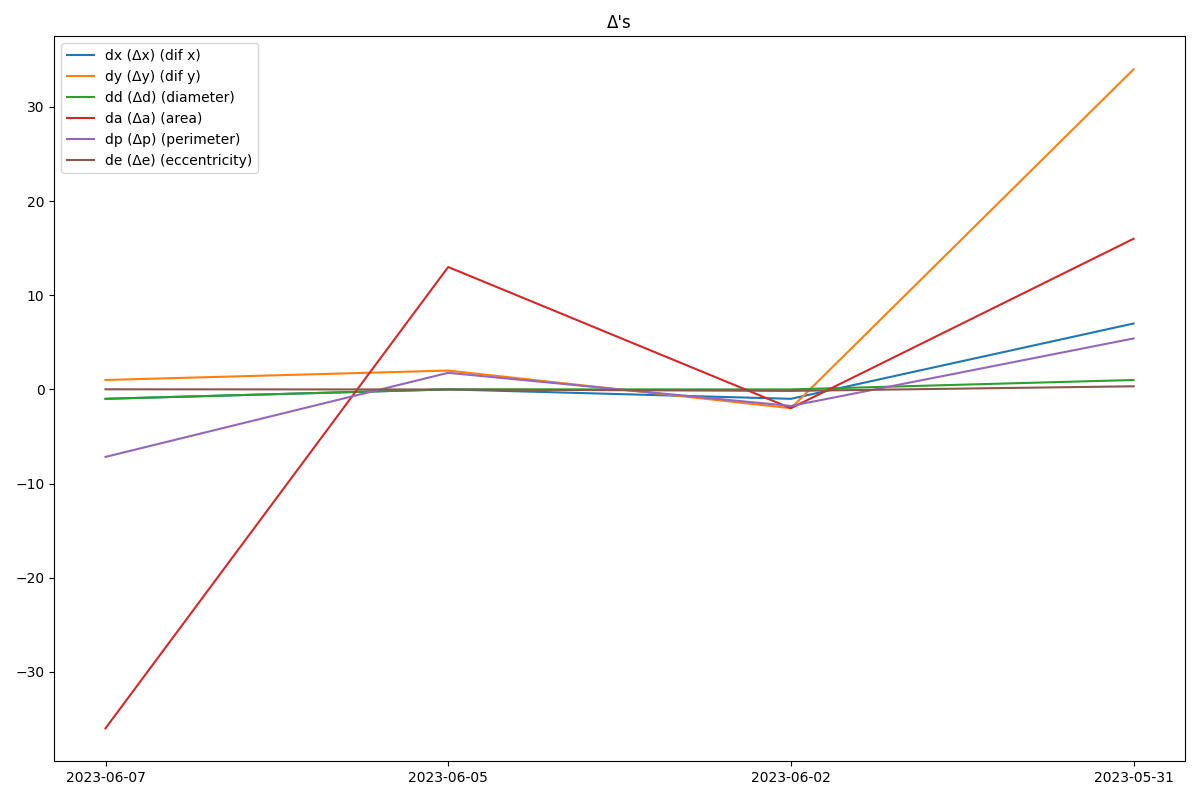 Δ's
dx (Δx) (dif x)
dy (Δy) (dif y)
dd (Δd) (diameter)
da (Δa) (area)
dp (Δp) (perimeter)
de (Δe) (eccentricity)
30
20
10
0
−10
−20
−30
2023-06-07 2023-06-05 2023-06-02 2023-05-31